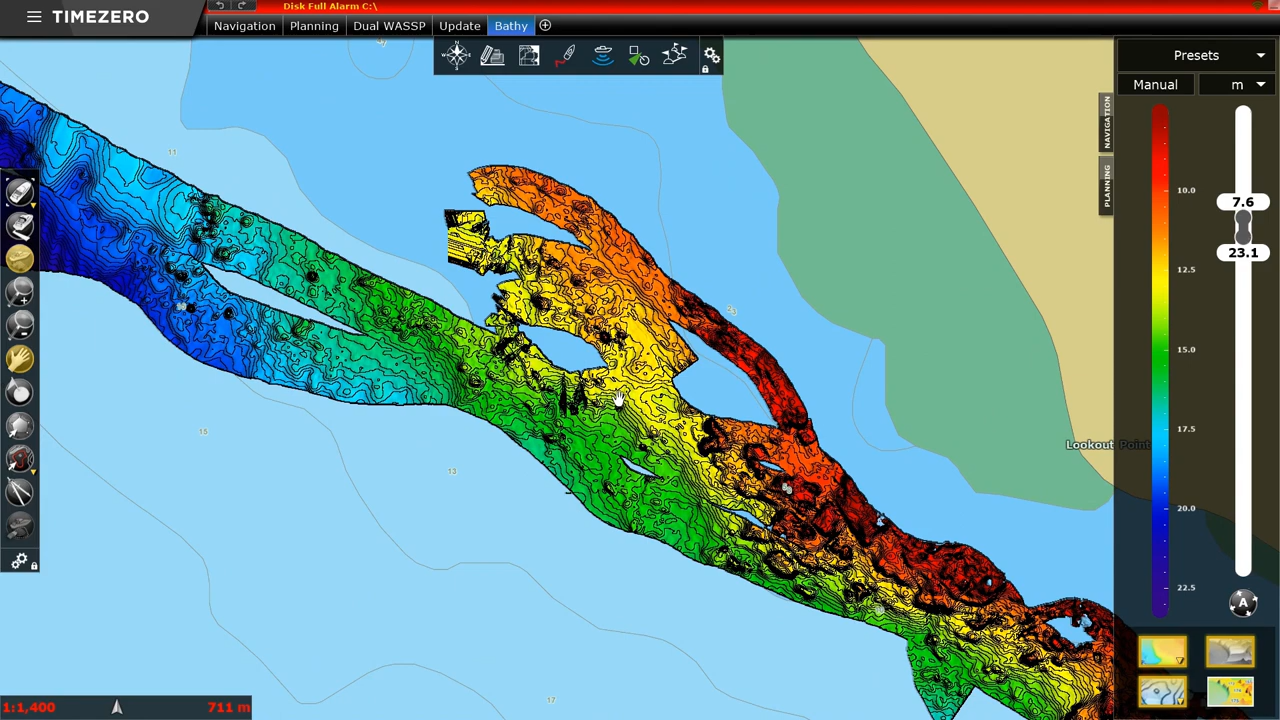 Disk Full Alarm C:\
TIMEZERO
Navigation
Planning
Dual WASSP
Update
Bathy
Presets
Manual
m
NAVIGATION
PLANNING
10.0
12.5
15.0
17.5
20.0
22.5
7.6
23.1
A
11
15
13
17
Lookout Point
1:1,400
711 m